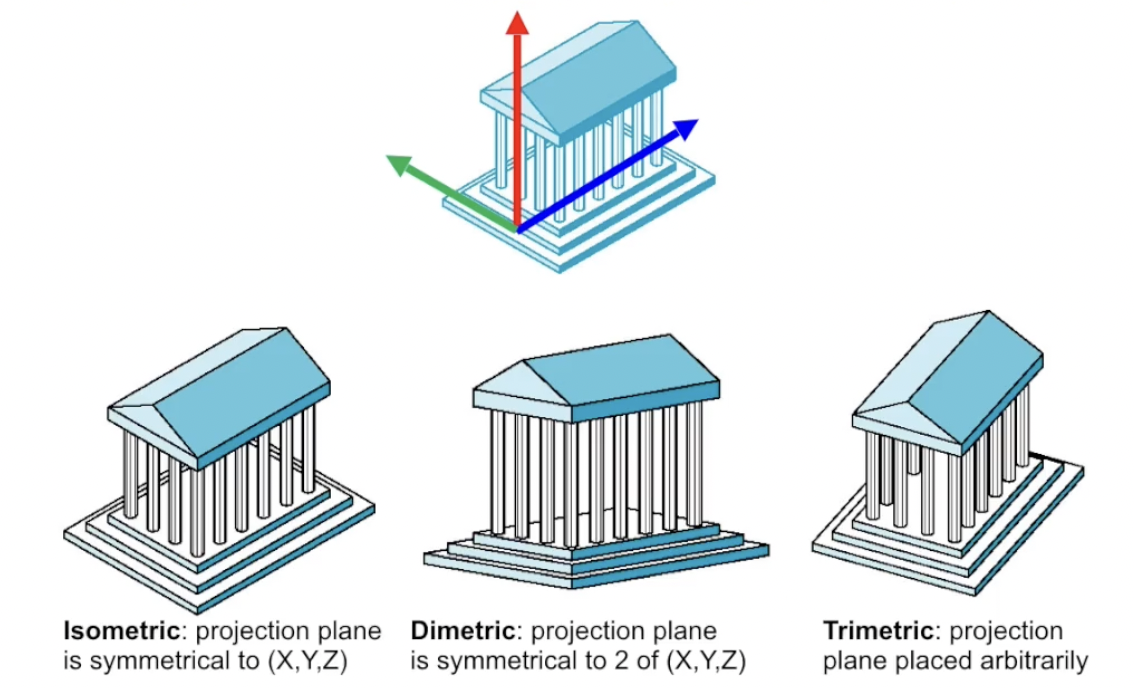 Isometric: projection plane
is symmetrical to (X,Y,Z)
Dimetric: projection plane
is symmetrical to 2 of (X,Y,Z)
Trimetric: projection
plane placed arbitrarily